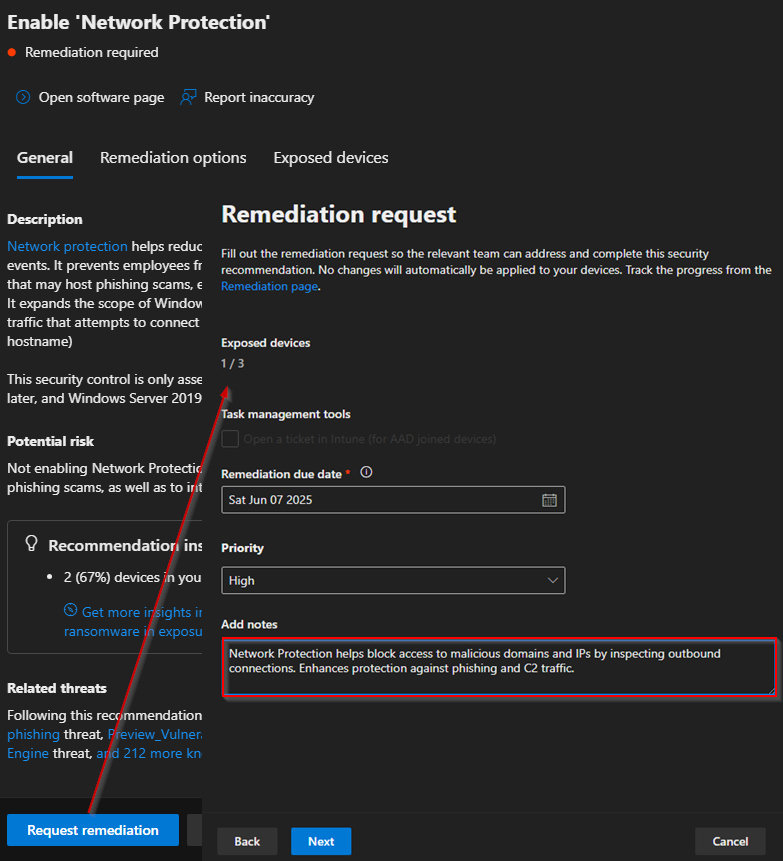 Enable 'Network Protection'
Remediation required
Open software page
Report inaccuracy
General
Remediation options
Exposed devices
Description
Network protection helps reduc
events. It prevents employees fr
that may host phishing scams, e
It expands the scope of Window
traffic that attempts to connect
hostname)
This security control is only asse
later, and Windows Server 2019
Potential risk
Not enabling Network Protectio
phishing scams, as well as to int
Recommendation ins
2 (67%) devices in you
Get more insights in
ransomware in exposu
Related threats
Following this recommendation
phishing threat, Preview_Vulnera
Engine threat, and 212 more kn
Request remediation
Remediation request
Fill out the remediation request so the relevant team can address and complete this security
recommendation. No changes will automatically be applied to your devices. Track the progress from the
Remediation page.
Exposed devices
1 / 3
Task management tools
Open a ticket in Intune (for AAD joined devices)
Remediation due date *
Sat Jun 07 2025
Priority
High
Add notes
Network Protection helps block access to malicious domains and IPs by inspecting outbound
connections. Enhances protection against phishing and C2 traffic.
Back
Next
Cancel